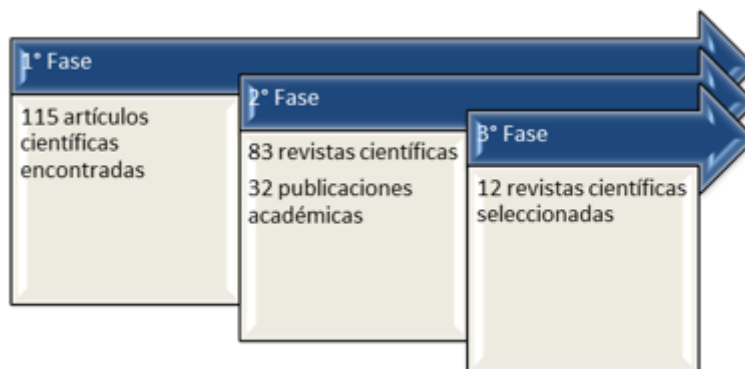 1° Fase
115 artículos
científicas
encontradas
2° Fase
83 revistas científicas
32 publicaciones
académicas
3° Fase
12 revistas científicas
seleccionadas